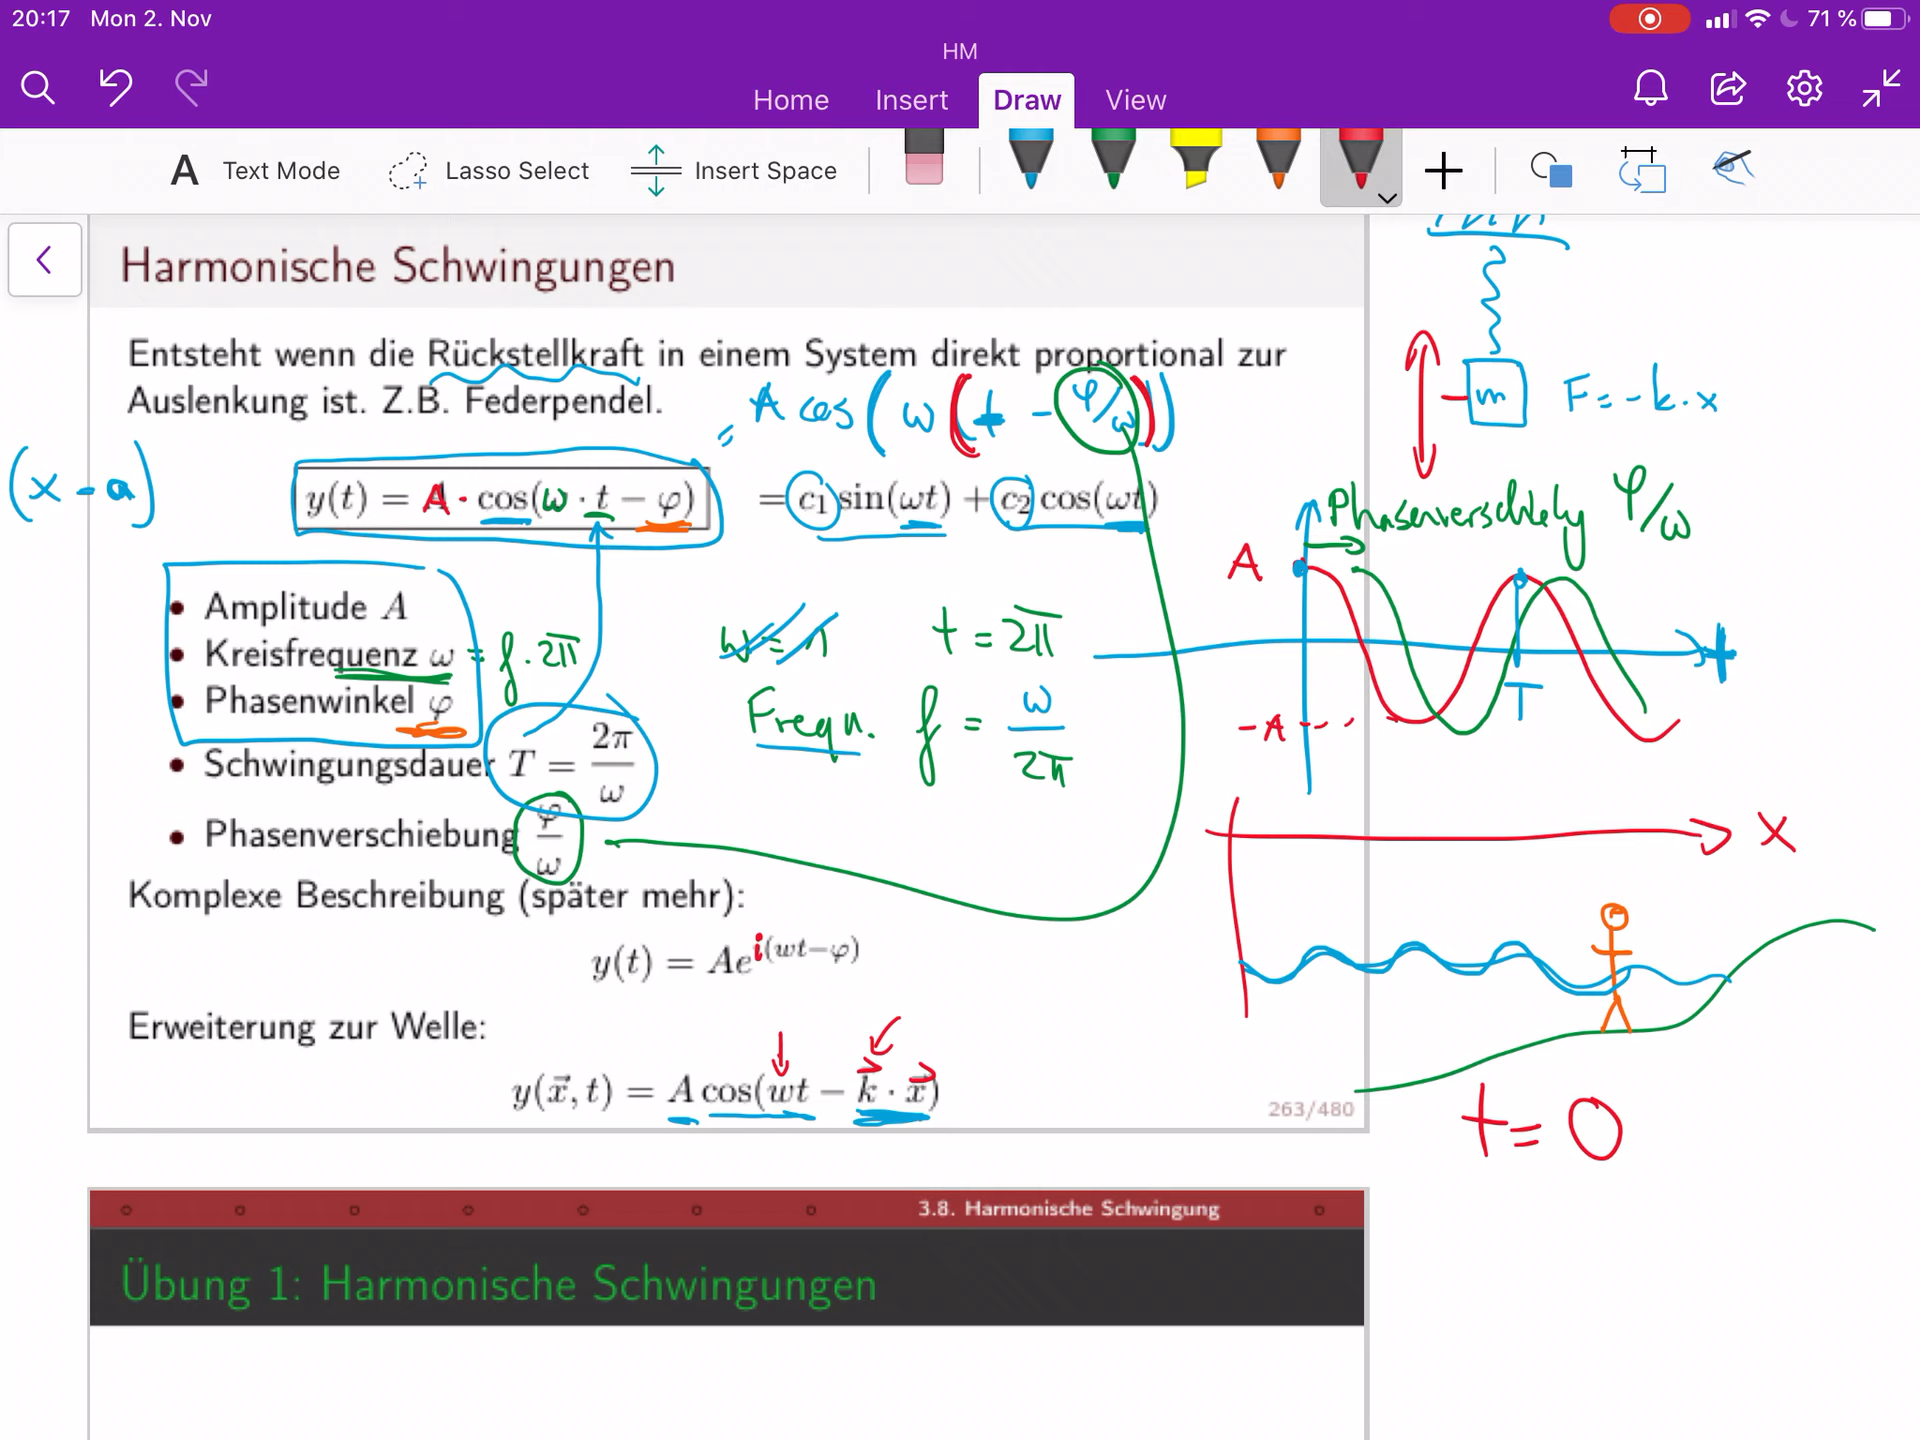 20:17 Mon 2. Nov 71 %
HM
Home Insert Draw View
A Text Mode Lasso Select Insert Space
Harmonische Schwingungen
Entsteht wenn die Rückstellkraft in einem System direkt proportional zur
Auslenkung ist. Z.B. Federpendel.
= A cos(ω(t - φ/ω))
m F = -k·x
(x - a)
y(t) = A · cos(ω · t − φ) = c₁ sin(ωt) + c₂ cos(ωt)
φ/ω
A
• Amplitude A
• Kreisfrequenz ω = f · 2π
ω = 1 t = 2π
t
• Phasenwinkel φ
Freqn. f = ω/2π
T
-A
• Schwingungsdauer T = 2π/ω
• Phasenverschiebung φ/ω
x
Komplexe Beschreibung (später mehr):
y(t) = Ae^{i(wt−φ)}
Erweiterung zur Welle:
y(x⃗, t) = A cos(wt − k⃗ · x⃗)
263/480
t = 0
3.8. Harmonische Schwingung
Übung 1: Harmonische Schwingungen